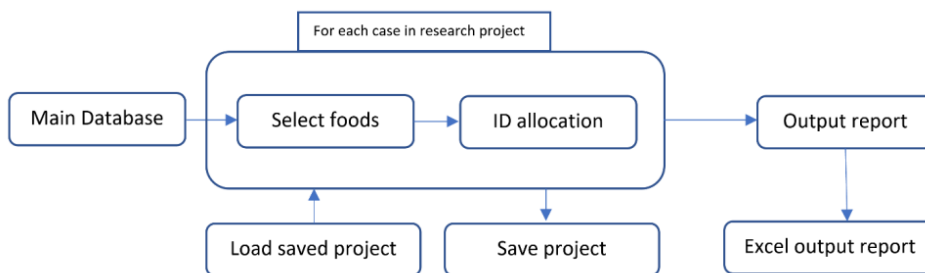 For each case in research project
Main Database
Select foods
ID allocation
Output report
Load saved project
Save project
Excel output report